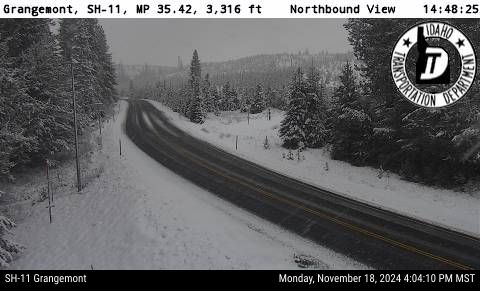 Grangemont, SH-11, MP 35.42, 3,316 ft Northbound View 14:48:25
IDAHO
TRANSPORTATION DEPARTMENT
SH-11 Grangemont Monday, November 18, 2024 4:04:10 PM MST